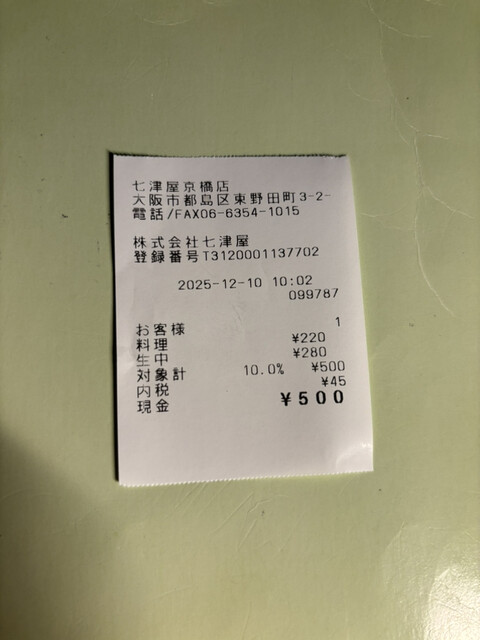 七津屋京橋店
大阪市都島区東野田町3-2-
電話/FAX06-6354-1015
株式会社七津屋
登録番号T3120001137702
2025-12-10 10:02
099787
お客様 1
料理 ¥220
生中 ¥280
対象計 10.0% ¥500
内税 ¥45
現金 ¥500